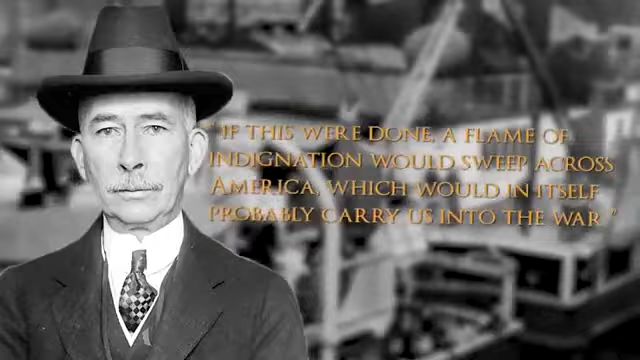 "IF THIS WERE DONE, A FLAME OF
INDIGNATION WOULD SWEEP ACROSS
AMERICA, WHICH WOULD IN ITSELF
PROBABLY CARRY US INTO THE WAR"